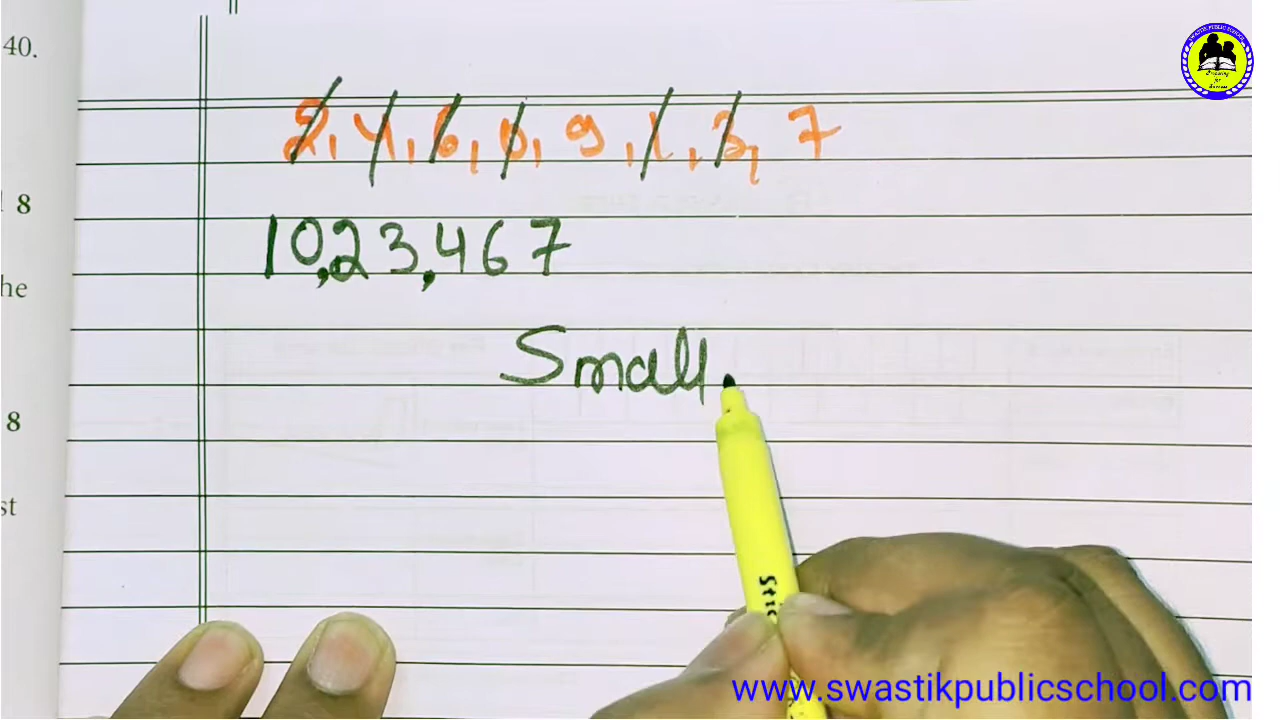 40.
2, 4, 6, 0, 9, 1, 3, 7
8
10,23,467
he
Small
8
st
www.swastikpublicschool.com